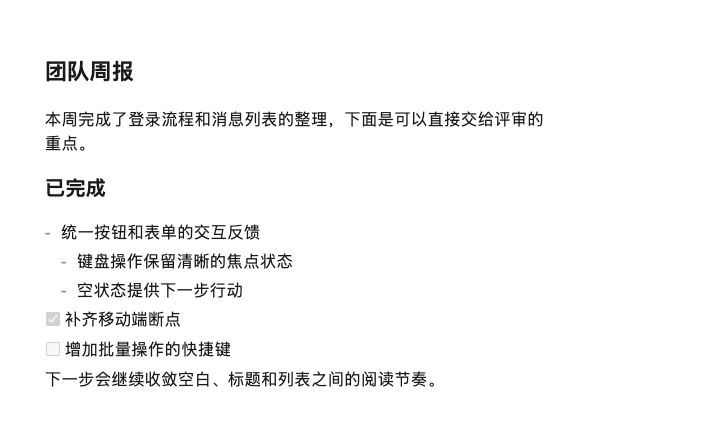 团队周报
本周完成了登录流程和消息列表的整理，下面是可以直接交给评审的
重点。
已完成
- 统一按钮和表单的交互反馈
- 键盘操作保留清晰的焦点状态
- 空状态提供下一步行动
补齐移动端断点
增加批量操作的快捷键
下一步会继续收敛空白、标题和列表之间的阅读节奏。